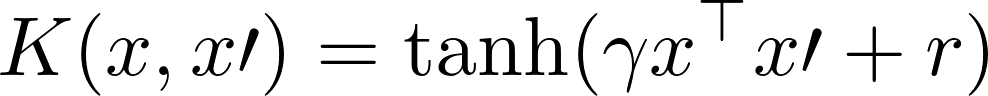 K(x, x′) = tanh(γx⊤x′ + r)